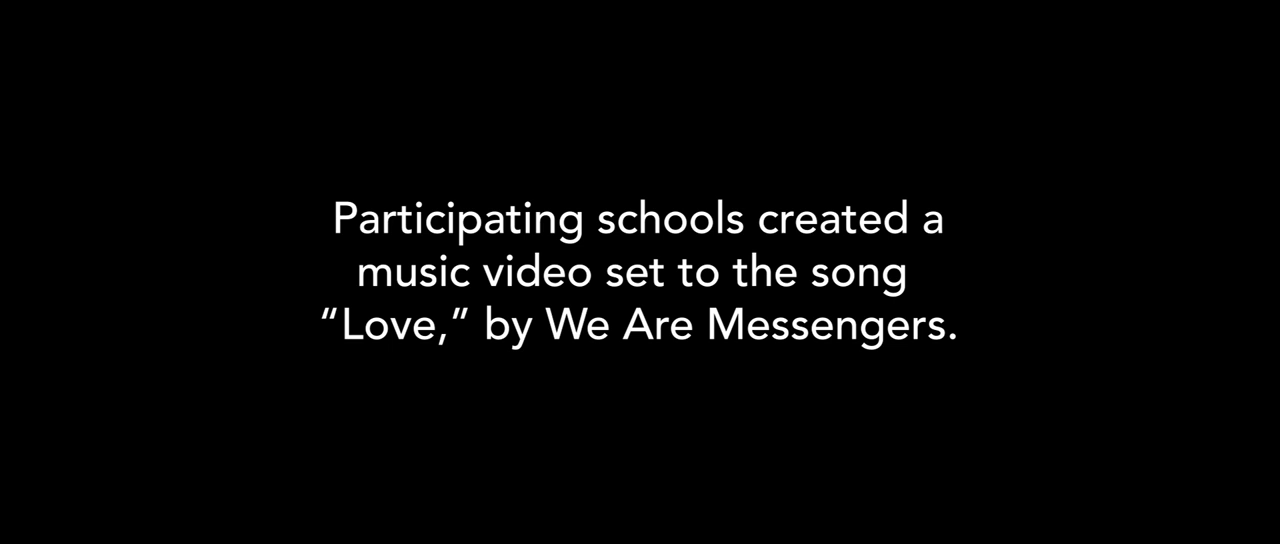 Participating schools created a
music video set to the song
“Love,” by We Are Messengers.